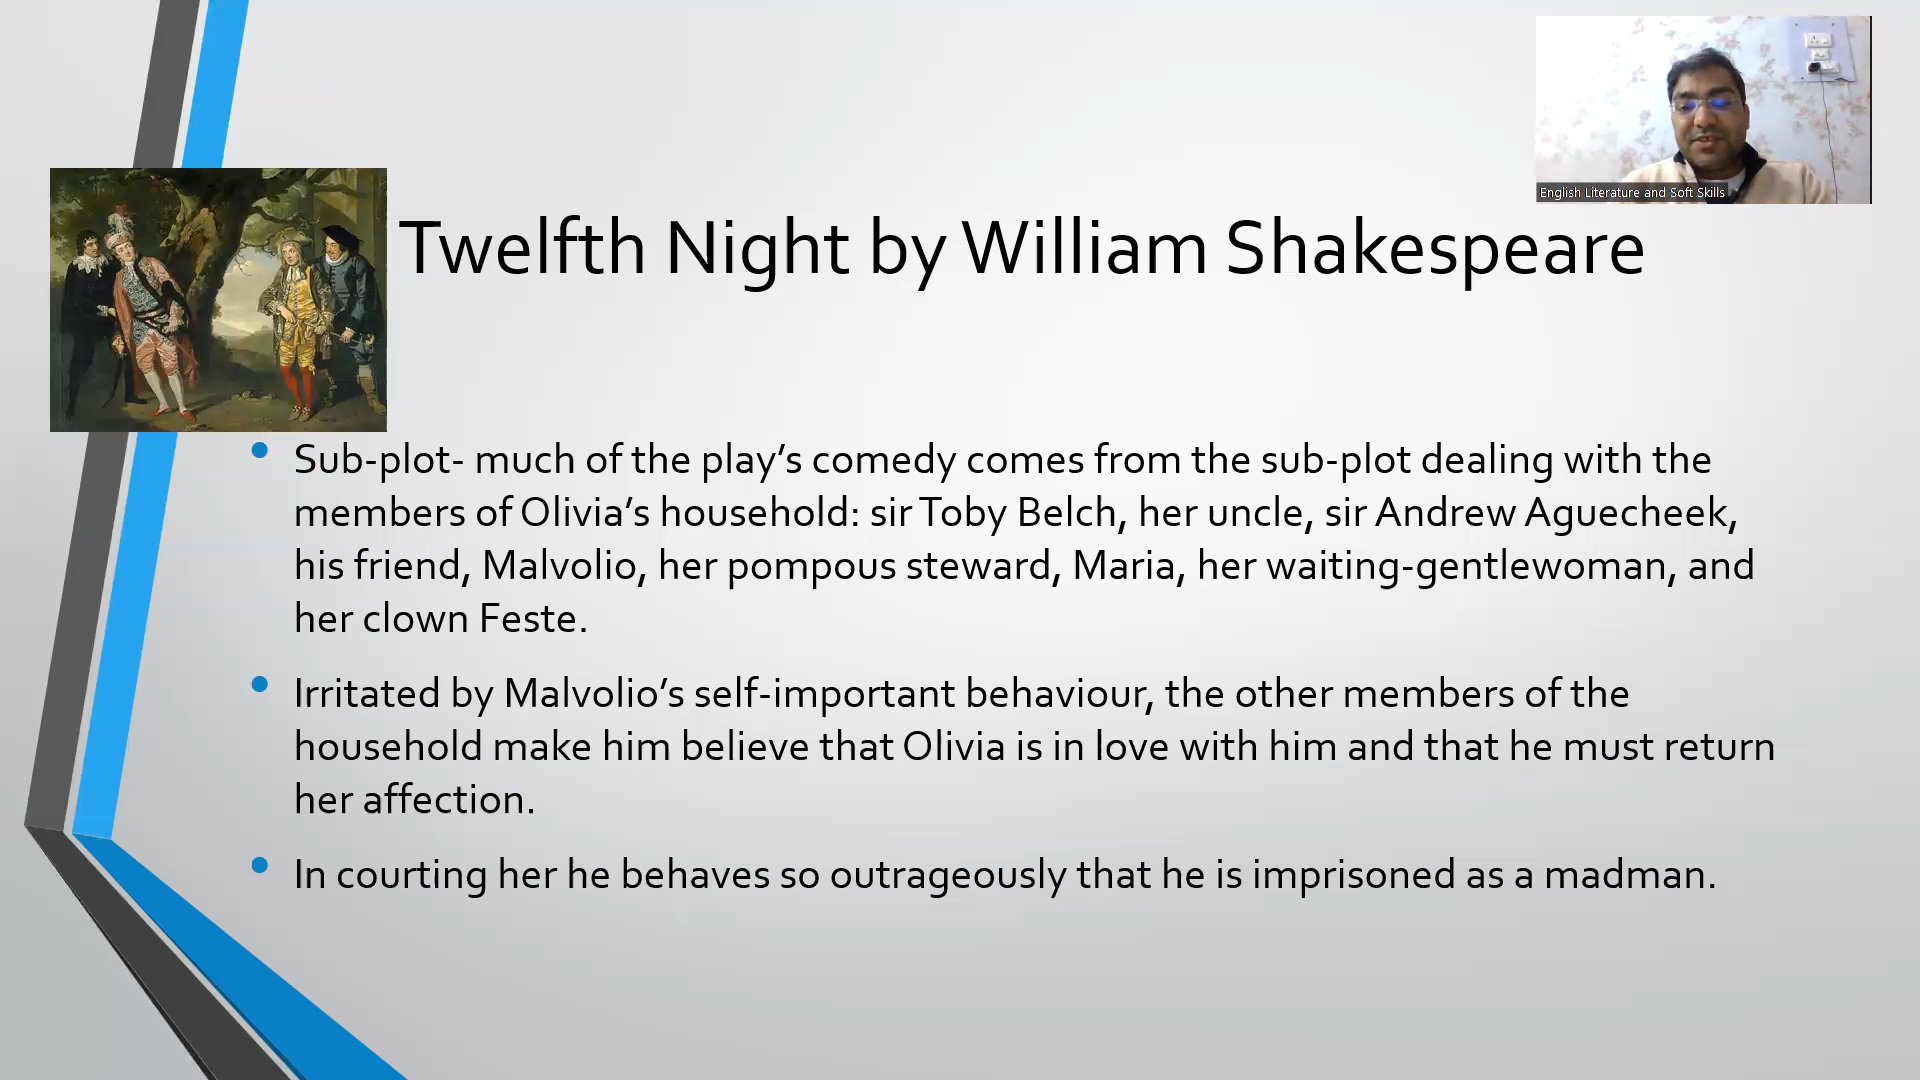 English Literature and Soft Skills
Twelfth Night by William Shakespeare
• Sub-plot- much of the play’s comedy comes from the sub-plot dealing with the
members of Olivia’s household: sir Toby Belch, her uncle, sir Andrew Aguecheek,
his friend, Malvolio, her pompous steward, Maria, her waiting-gentlewoman, and
her clown Feste.
• Irritated by Malvolio’s self-important behaviour, the other members of the
household make him believe that Olivia is in love with him and that he must return
her affection.
• In courting her he behaves so outrageously that he is imprisoned as a madman.